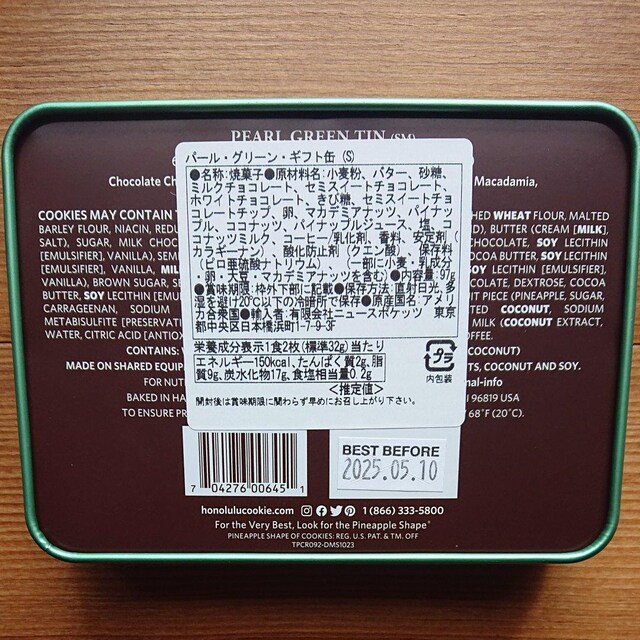 PEARL GREEN TIN (SM)
パール・グリーン・ギフト缶 (S)
●名称:焼菓子●原材料名:小麦粉、バター、砂糖、
ミルクチョコレート、セミスイートチョコレート、
ホワイトチョコレート、きび糖、セミスイートチョ
コレートチップ、卵、マカデミアナッツ、パイナッ
プル、ココナッツ、パイナップルジュース、塩、コ
コナッツミルク、コーヒー/乳化剤、香料、安定剤(
カラギーナン)、酸化防止剤(クエン酸)、保存料
(ピロ亜硫酸ナトリウム)、(一部に小麦・乳成分
・卵・大豆・マカデミアナッツを含む)●内容量:97g
●賞味期限:枠外下部に記載●保存方法:直射日光、多
湿を避け20℃以下の冷暗所で保存●原産国名:アメリ
カ合衆国●輸入者:有限会社ニュースポケッツ 東京
都中央区日本橋浜町1-7-9-3F
栄養成分表示1食2枚(標準32g)当たり
エネルギー150kcal、たんぱく質2g、脂
質9g、炭水化物17g、食塩相当量0.2g
<推定値>
開封後は賞味期限に関わらず早めにお召し上がり下さい。
プラ
内包装
Chocolate Ch
Macadamia,
COOKIES MAY CONTAIN
HED WHEAT FLOUR, MALTED
BARLEY FLOUR, NIACIN, REDU
D), BUTTER (CREAM [MILK],
SALT), SUGAR, MILK CHOC
CHOCOLATE, SOY LECITHIN
[EMULSIFIER], VANILLA), SEM
COCOA BUTTER, SOY LECITHIN
[EMULSIFIER], VANILLA, MIL
SOY LECITHIN [EMULSIFIER],
VANILLA), BROWN SUGAR, SE
CHOCOLATE, DEXTROSE, COCOA
BUTTER, SOY LECITHIN [EMU
UIT PIECE (PINEAPPLE, SUGAR,
CARRAGEENAN, SODIUM
COCONUT, SODIUM
METABISULFITE [PRESERVATI
MILK (COCONUT EXTRACT,
WATER, CITRIC ACID [ANTIO
CONTAINS:
COCONUT)
MADE ON SHARED EQUIP
TS, COCONUT AND SOY.
FOR NUT
nal-info
BAKED IN HA
HI 96819 USA
TO ENSURE PR
68°F (20°C).
7 04276 00645 1
BEST BEFORE
2025.05.10
honolulucookie.com 1 (866) 333-5800
For the Very Best, Look for the Pineapple Shape®
PINEAPPLE SHAPE OF COOKIES: REG. U.S. PAT. & TM. OFF
TPCR092-DMS1023